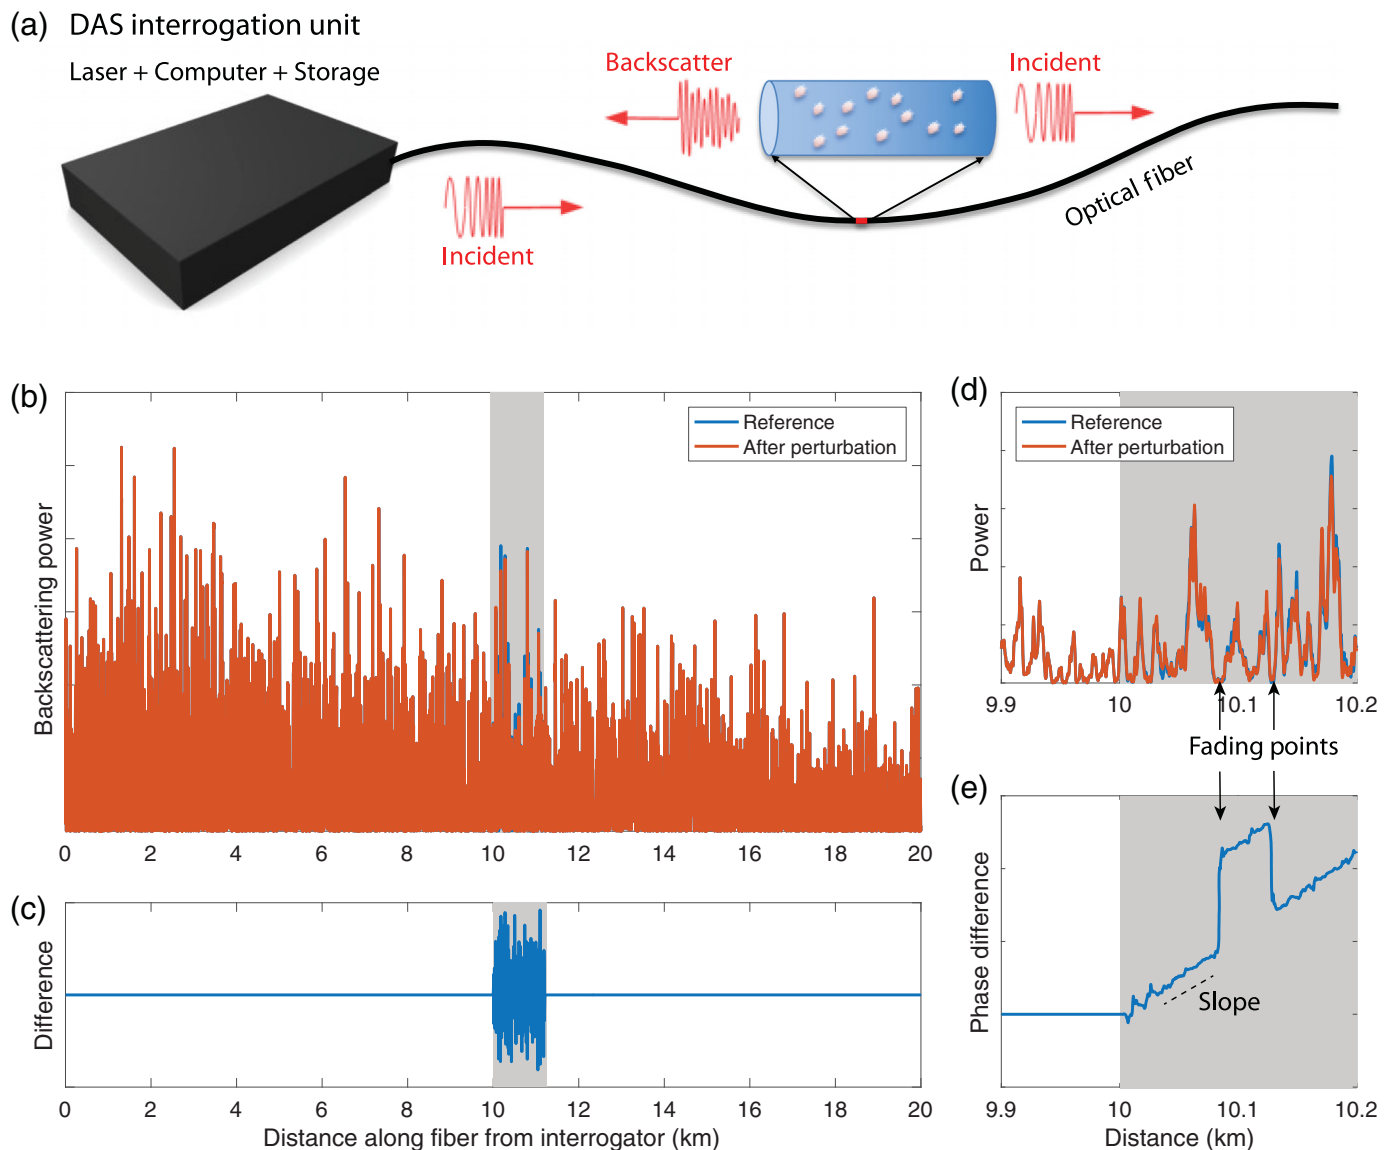 (a) DAS interrogation unit
Laser + Computer + Storage
Backscatter
Incident
Incident
Optical fiber
(b)
Reference
After perturbation
Backscattering power
0 2 4 6 8 10 12 14 16 18 20
(c)
Difference
0 2 4 6 8 10 12 14 16 18 20
Distance along fiber from interrogator (km)
(d)
Reference
After perturbation
Power
9.9 10 10.1 10.2
Fading points
(e)
Phase difference
Slope
9.9 10 10.1 10.2
Distance (km)